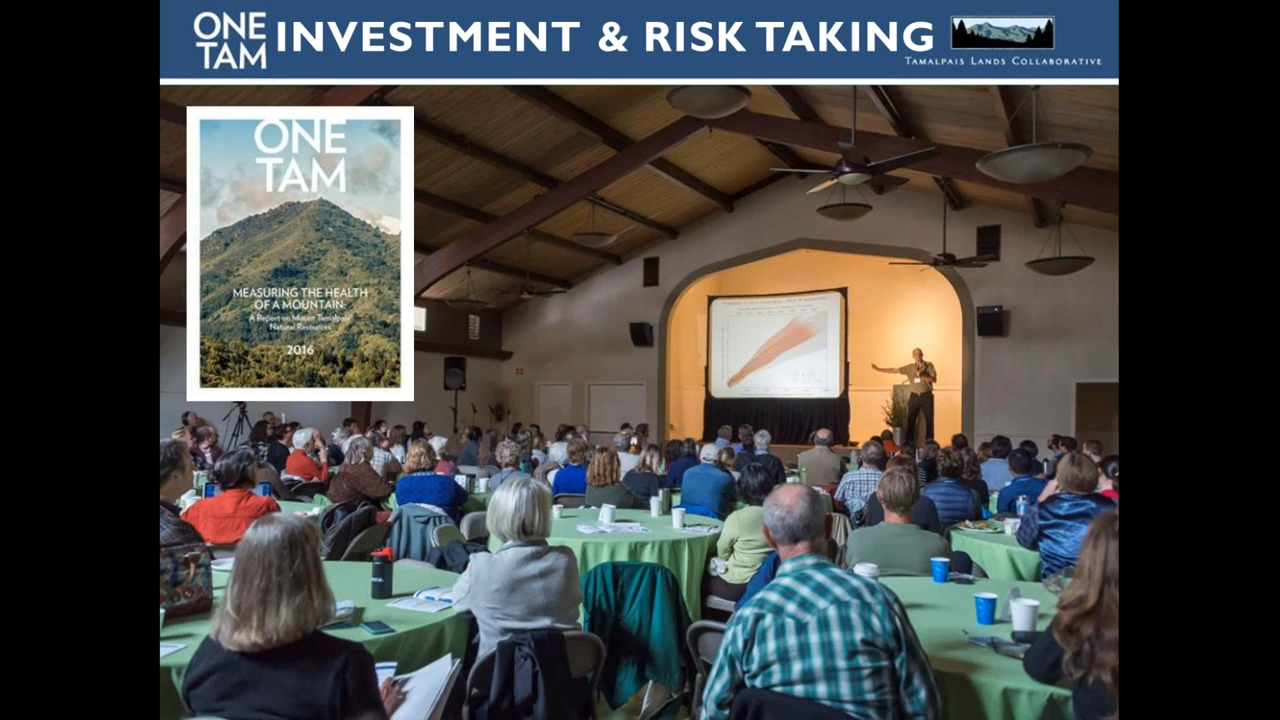 ONE
TAM
INVESTMENT & RISK TAKING
TAMALPAIS LANDS COLLABORATIVE
ONE
TAM
MEASURING THE HEALTH
OF A MOUNTAIN:
A Report on Mount Tamalpais'
Natural Resources
2016